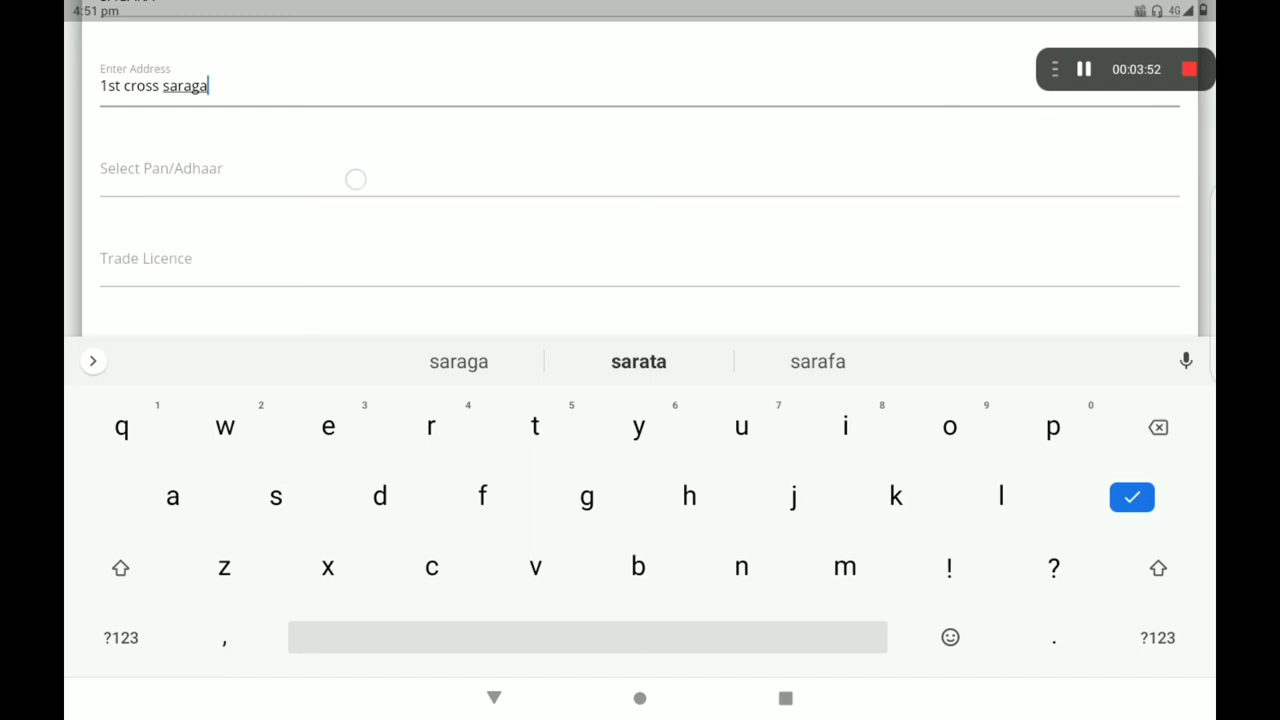 4:51 pm
4G
Enter Address
1st cross saraga
00:03:52
Select Pan/Adhaar
Trade Licence
saraga sarata sarafa
1 2 3 4 5 6 7 8 9 0
q w e r t y u i o p
a s d f g h j k l
z x c v b n m ! ?
?123 , . ?123